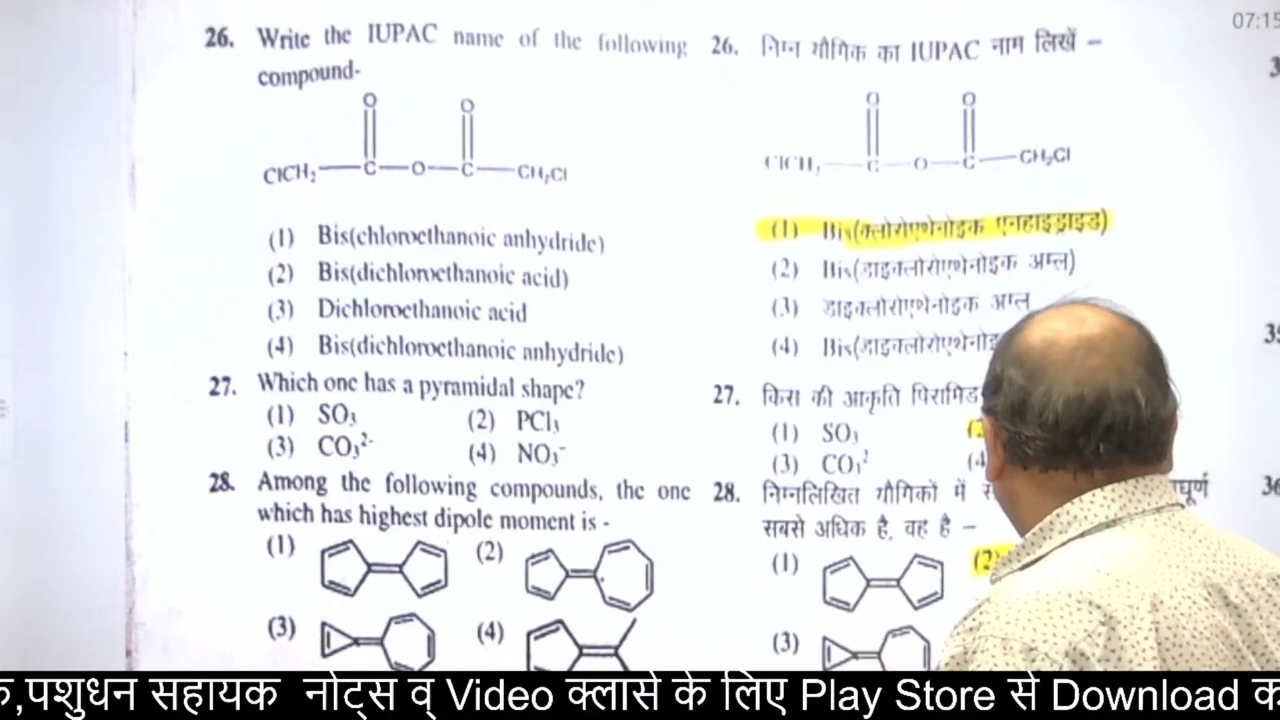 07:15
26. Write the IUPAC name of the following
compound-
O O
ClCH₂ C O C CH₂Cl
(1) Bis(chloroethanoic anhydride)
(2) Bis(dichloroethanoic acid)
(3) Dichloroethanoic acid
(4) Bis(dichloroethanoic anhydride)
27. Which one has a pyramidal shape?
(1) SO₃ (2) PCl₃
(3) CO₃²⁻ (4) NO₃⁻
28. Among the following compounds, the one
which has highest dipole moment is -
(1) (2)
(3) (4)
26. निम्न यौगिक का IUPAC नाम लिखें –
O O
ClCH₂ C O C CH₂Cl
(1) Bis(क्लोरोएथेनोइक एनहाइड्राइड)
(2) Bis(डाइक्लोरोएथेनोइक अम्ल)
(3) डाइक्लोरोएथेनोइक अम्ल
(4)
27. किस की आकृति
(1) SO₃
(3) CO₃²
28. निम्नलिखित यौगिकों में
सबसे अधिक है, वह है –
(1) (2)
(3)
पशुधन सहायक नोट्स व् Video क्लासे के लिए Play Store से Download